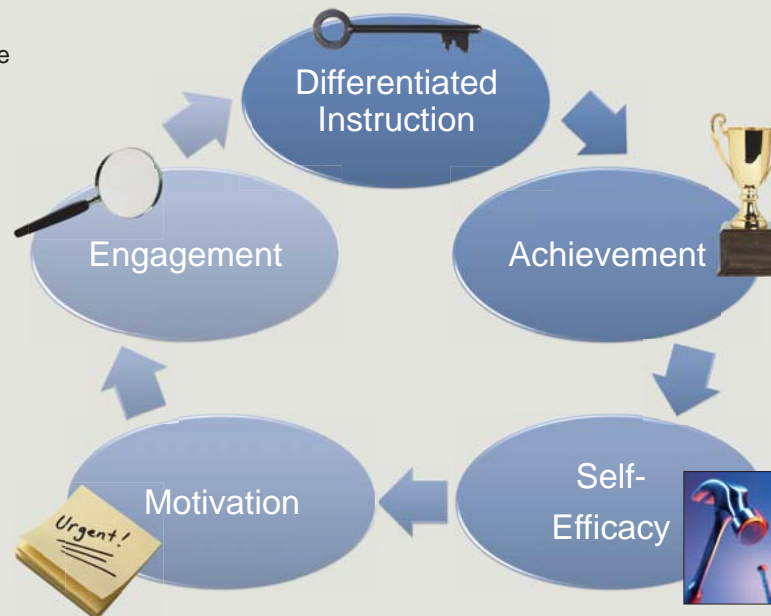 e
Differentiated
Instruction
Achievement
Self-
Efficacy
Motivation
Urgent!
Engagement